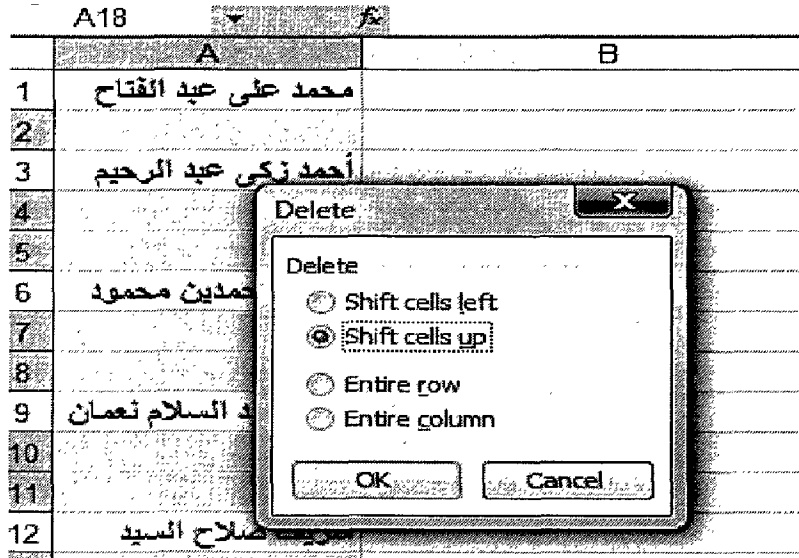 A18 fx
A B
1 محمد على عبد الفتاح
2
3 أحمد زكى عبد الرحيم
4
5
6 حمدين محمود
7
8
9 د السلام نعمان
10
11
12 صلاح السيد
Delete
Delete
Shift cells left
Shift cells up
Entire row
Entire column
OK Cancel